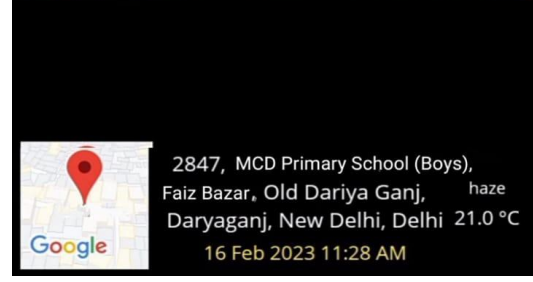 2847, MCD Primary School (Boys),
Faiz Bazar, Old Dariya Ganj,
haze
Daryaganj, New Delhi, Delhi
21.0 °C
16 Feb 2023 11:28 AM
Google